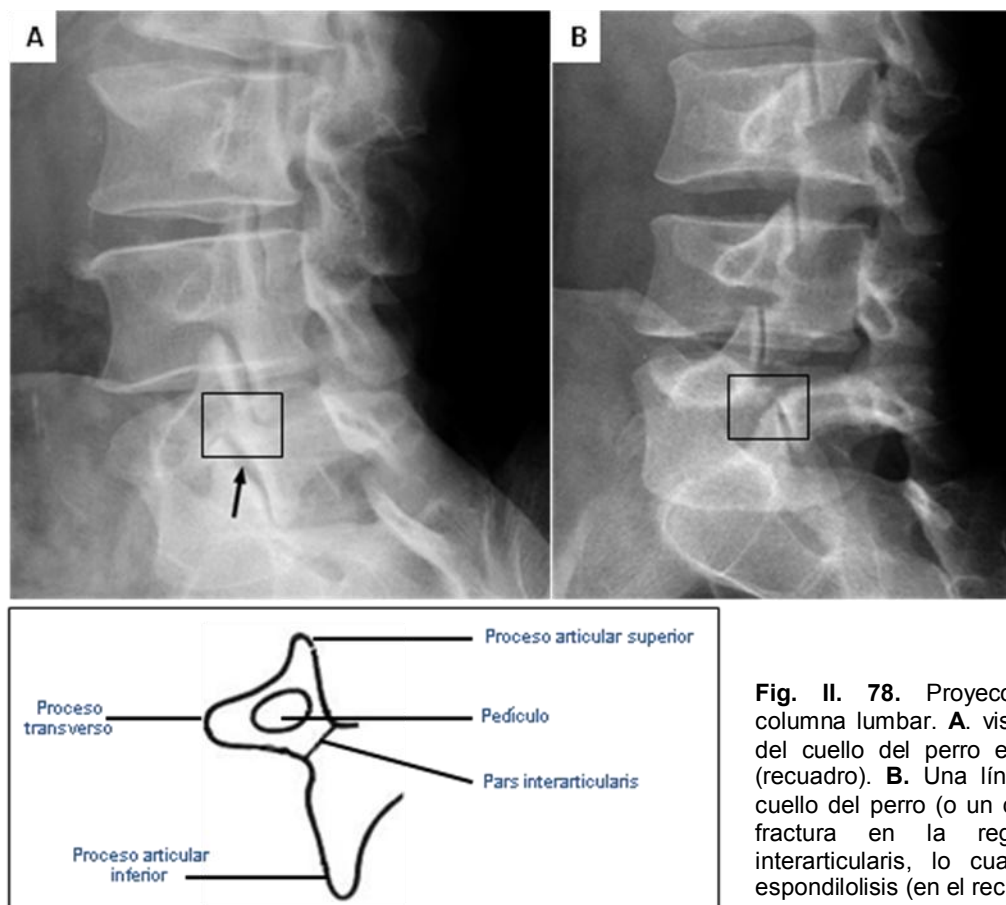 A
B
Proceso articular superior
Proceso
transverso
Pedículo
Pars interarticularis
Proceso articular
inferior
Fig. II. 78. Proyecc
columna lumbar. A. vis
del cuello del perro e
(recuadro). B. Una lín
cuello del perro (o un c
fractura en la reg
interarticularis, lo cua
espondilolisis (en el rec